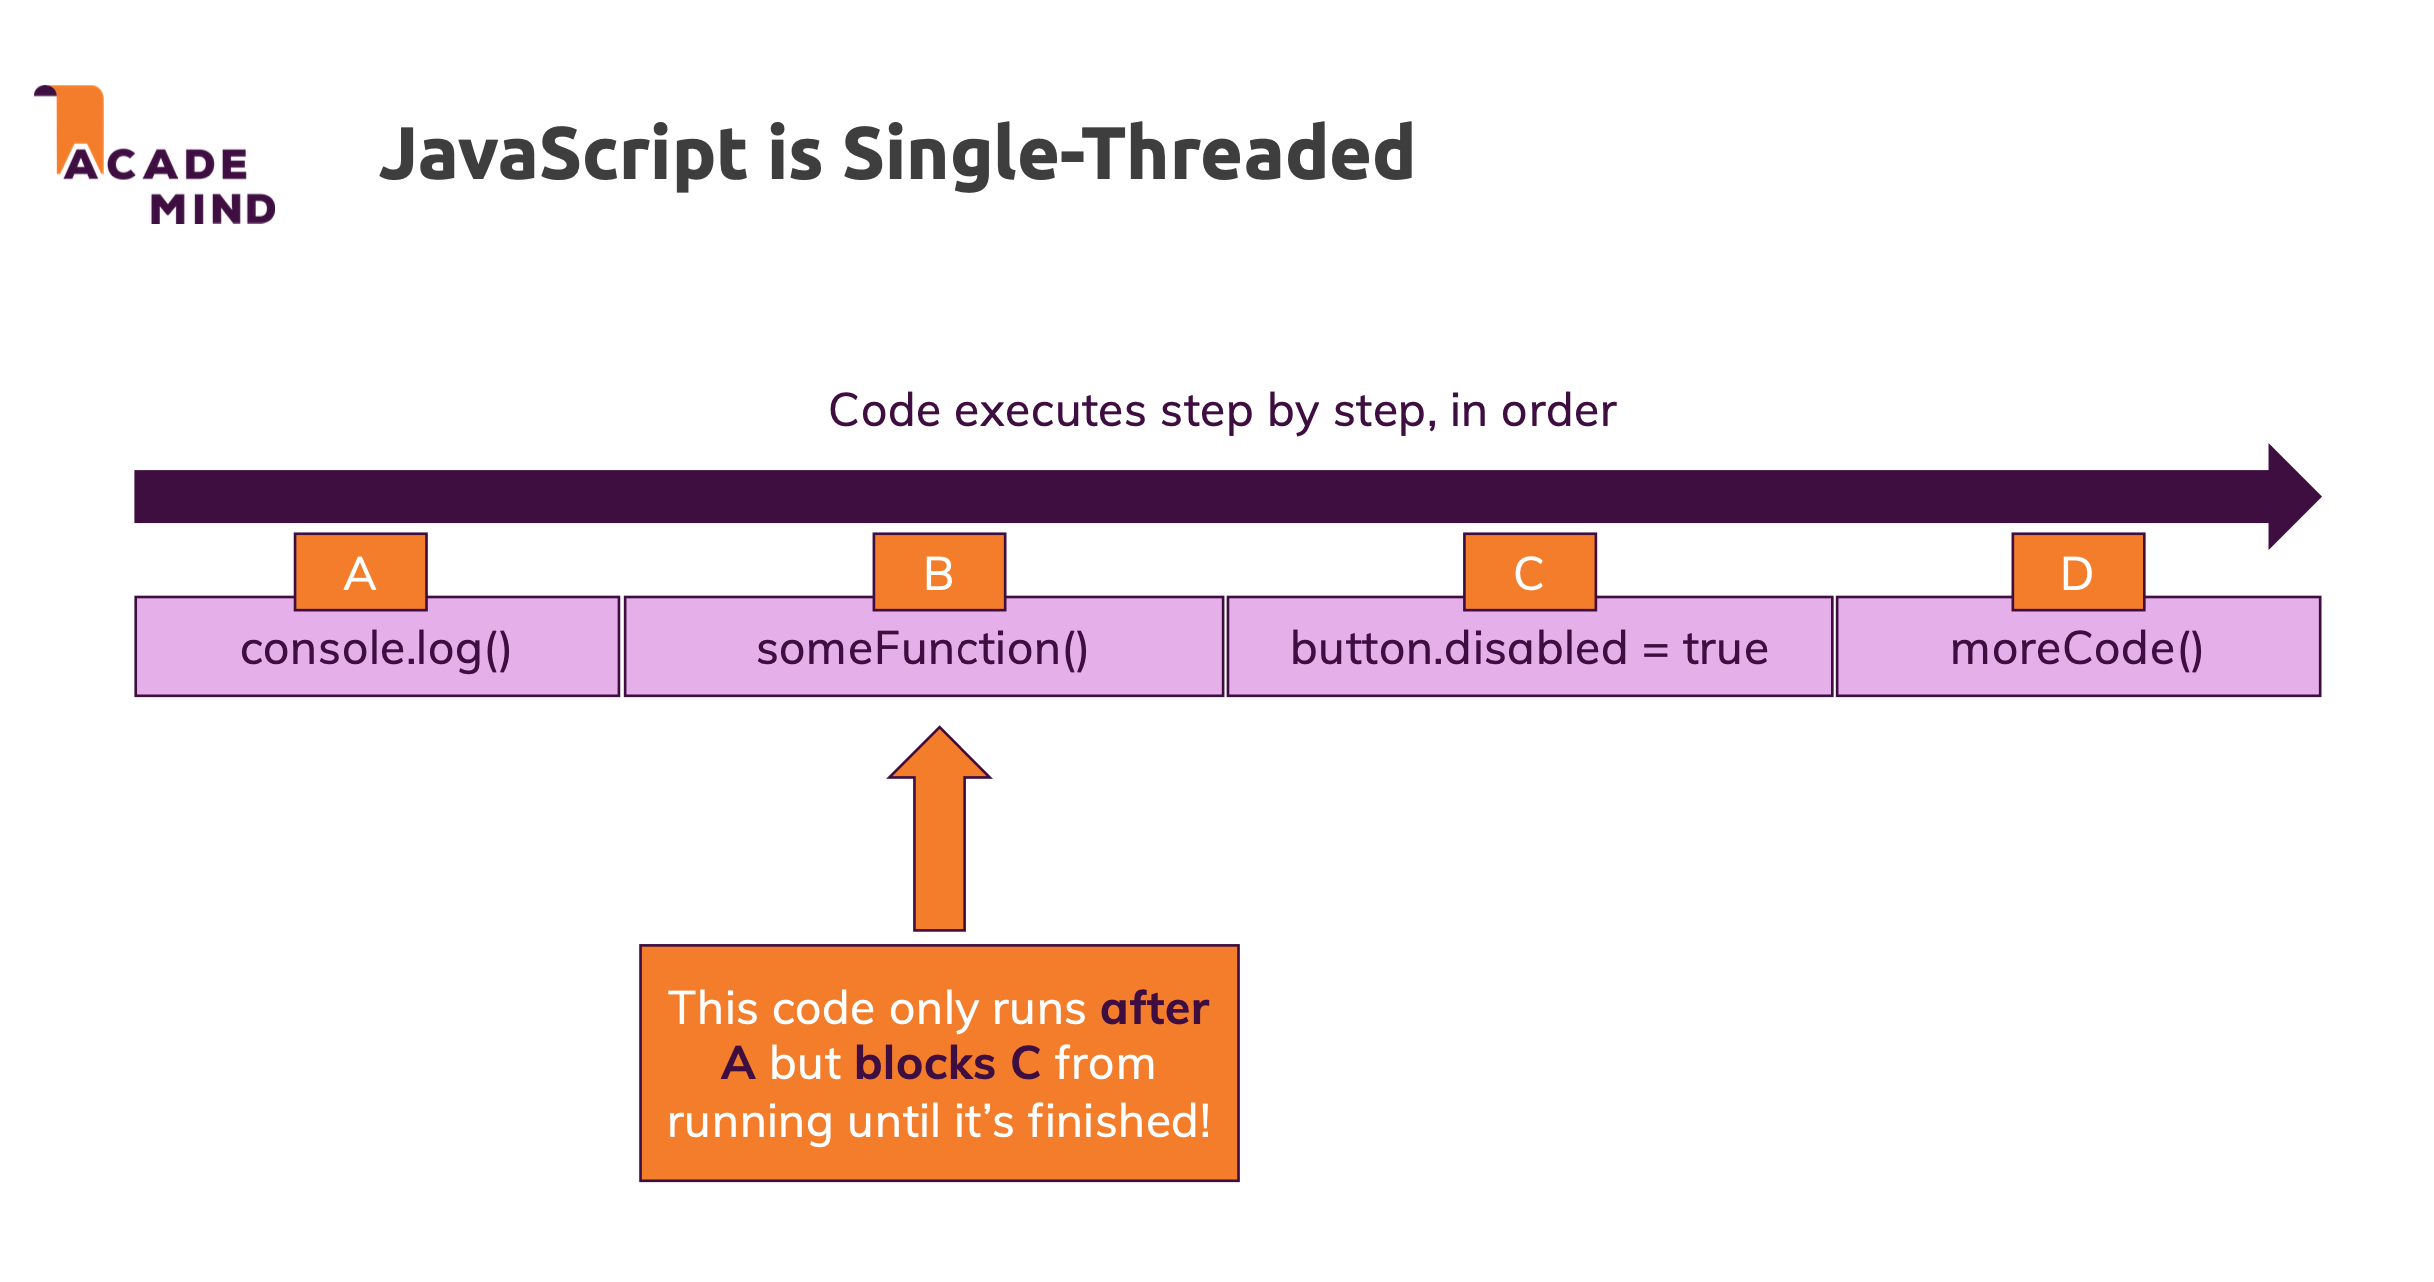 ACADE
MIND
JavaScript is Single-Threaded
Code executes step by step, in order
A
B
C
D
console.log()
someFunction()
button.disabled = true
moreCode()
This code only runs after
A but blocks C from
running until it’s finished!